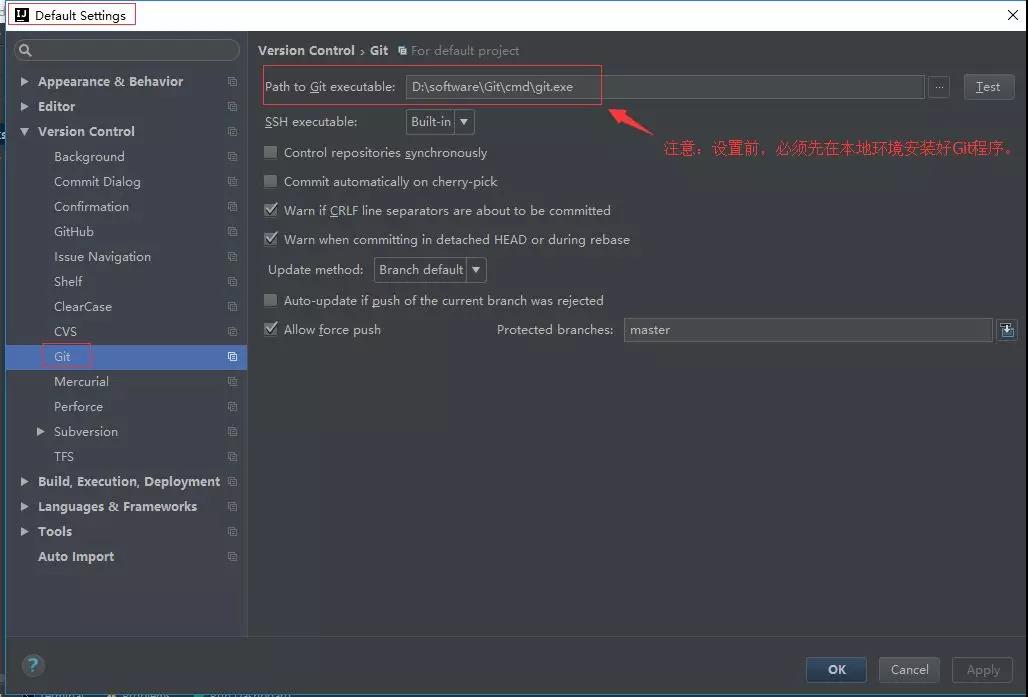 Default Settings
Version Control › Git For default project
Appearance & Behavior
Editor
Version Control
Background
Commit Dialog
Confirmation
GitHub
Issue Navigation
Shelf
ClearCase
CVS
Git
Mercurial
Perforce
Subversion
TFS
Build, Execution, Deployment
Languages & Frameworks
Tools
Auto Import
Path to Git executable: D:\software\Git\cmd\git.exe ... Test
SSH executable: Built-in
注意：设置前，必须先在本地环境安装好Git程序。
Control repositories synchronously
Commit automatically on cherry-pick
Warn if CRLF line separators are about to be committed
Warn when committing in detached HEAD or during rebase
Update method: Branch default
Auto-update if push of the current branch was rejected
Allow force push Protected branches: master
? OK Cancel Apply